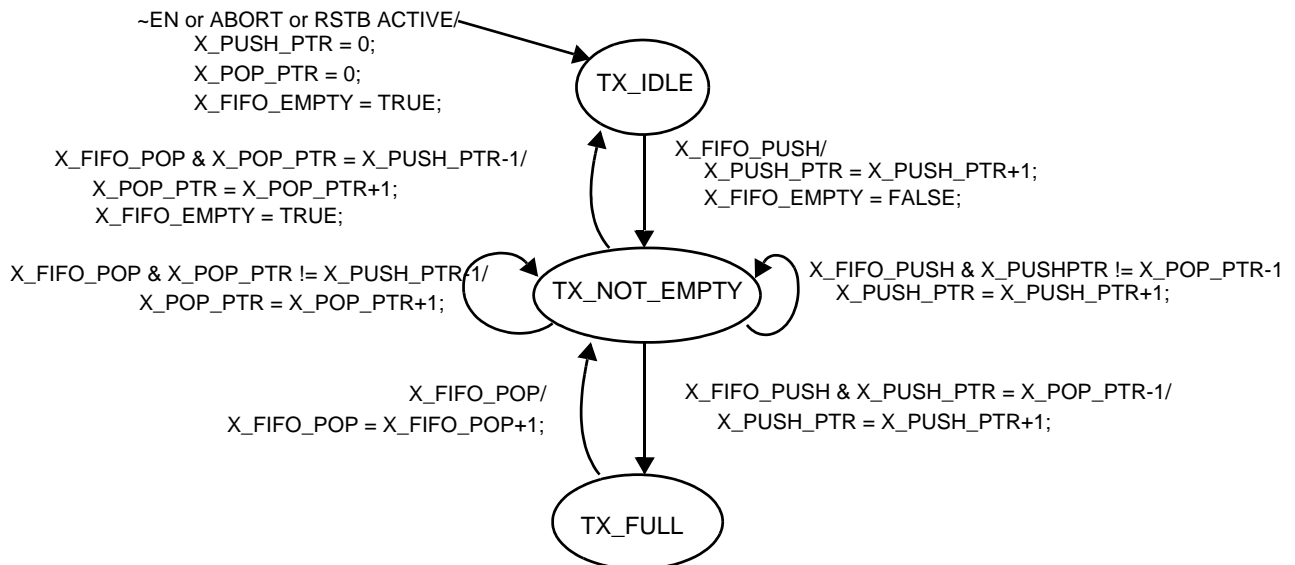 ~EN or ABORT or RSTB ACTIVE/
X_PUSH_PTR = 0;
X_POP_PTR = 0;
X_FIFO_EMPTY = TRUE;
TX_IDLE
X_FIFO_POP & X_POP_PTR = X_PUSH_PTR-1/
X_POP_PTR = X_POP_PTR+1;
X_FIFO_EMPTY = TRUE;
X_FIFO_PUSH/
X_PUSH_PTR = X_PUSH_PTR+1;
X_FIFO_EMPTY = FALSE;
X_FIFO_POP & X_POP_PTR != X_PUSH_PTR-1/
X_POP_PTR = X_POP_PTR+1;
TX_NOT_EMPTY
X_FIFO_PUSH & X_PUSHPTR != X_POP_PTR-1
X_PUSH_PTR = X_PUSH_PTR+1;
X_FIFO_POP/
X_FIFO_POP = X_FIFO_POP+1;
X_FIFO_PUSH & X_PUSH_PTR = X_POP_PTR-1/
X_PUSH_PTR = X_PUSH_PTR+1;
TX_FULL